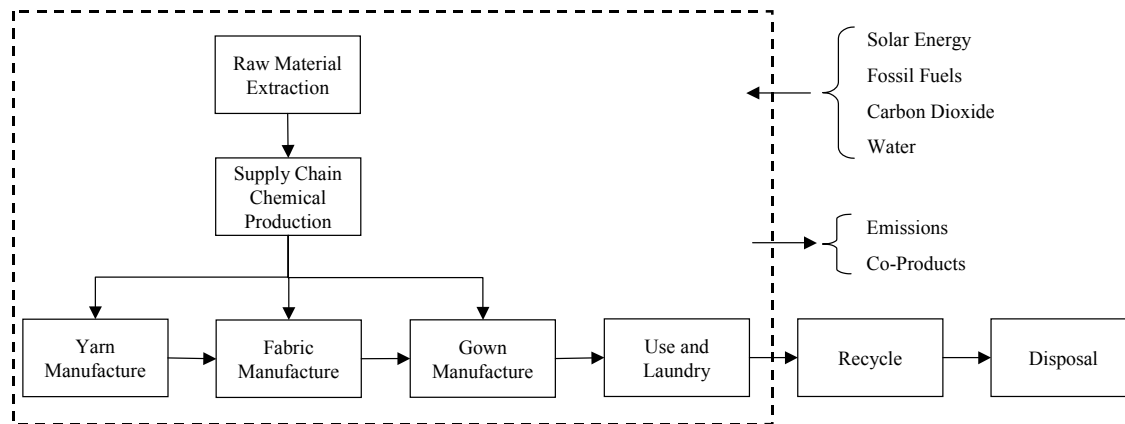 Raw Material
Extraction
Solar Energy
Fossil Fuels
Carbon Dioxide
Water
Supply Chain
Chemical
Production
Emissions
Co-Products
Yarn
Manufacture
Fabric
Manufacture
Gown
Manufacture
Use and
Laundry
Recycle
Disposal